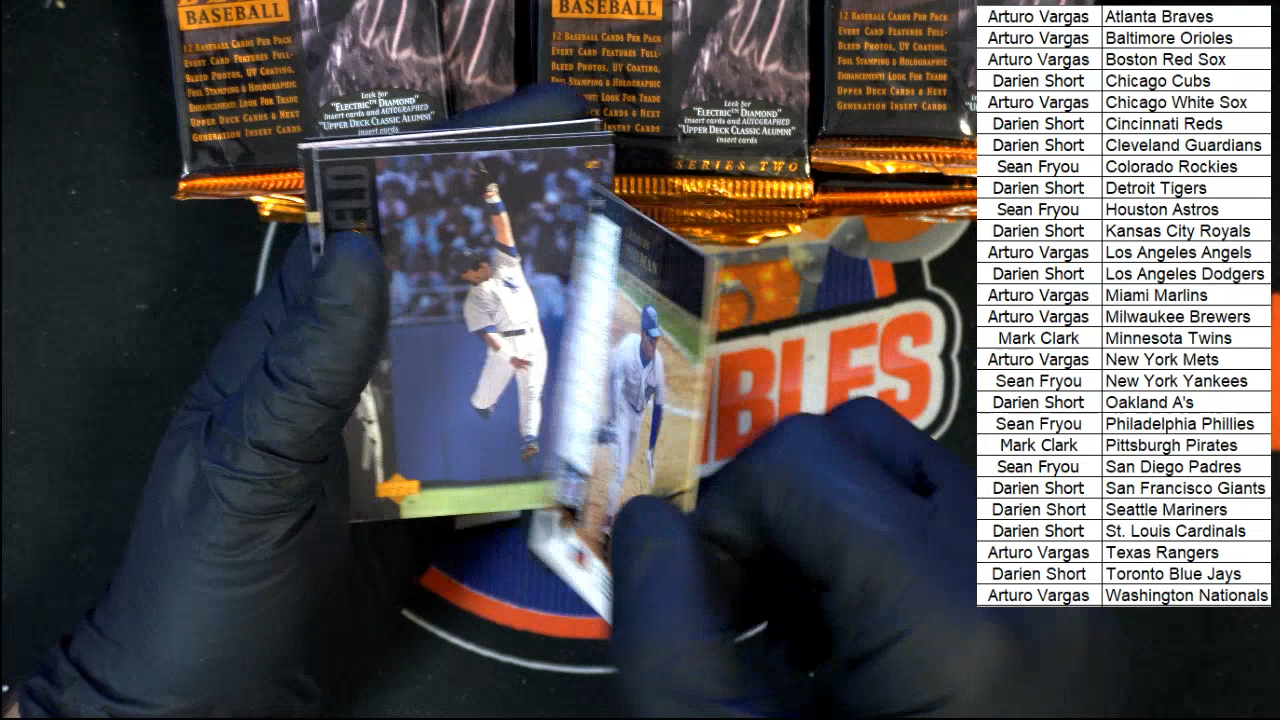 BASEBALL
12 BASEBALL CARDS PER PACK
EVERY CARD FEATURES FULL-
BLEED PHOTOS, UV COATING,
FOIL STAMPING & HOLOGRAPHIC
ENHANCEMENT! LOOK FOR TRADE
UPPER DECK CARDS & NEXT
GENERATION INSERT CARDS
Look for
"ELECTRIC™ DIAMOND"
insert cards and AUTOGRAPHED
"UPPER DECK CLASSIC ALUMNI"
insert cards.
BASEBALL
12 BASEBALL CARDS PER PACK
EVERY CARD FEATURES FULL-
BLEED PHOTOS, UV COATING,
FOIL STAMPING & HOLOGRAPHIC
LOOK FOR TRADE
CARDS & NEXT
INSERT CARDS
Look for
"ELECTRIC™ DIAMOND"
insert cards and AUTOGRAPHED
"UPPER DECK CLASSIC ALUMNI"
insert cards.
SERIES TWO
12 BASEBALL CARDS PER PACK
EVERY CARD FEATURES FULL-
BLEED PHOTOS, UV COATING,
FOIL STAMPING & HOLOGRAPHIC
ENHANCEMENT! LOOK FOR TRADE
UPPER DECK CARDS & NEXT
GENERATION INSERT CARDS
BLES
Arturo Vargas Atlanta Braves
Arturo Vargas Baltimore Orioles
Arturo Vargas Boston Red Sox
Darien Short Chicago Cubs
Arturo Vargas Chicago White Sox
Darien Short Cincinnati Reds
Darien Short Cleveland Guardians
Sean Fryou Colorado Rockies
Darien Short Detroit Tigers
Sean Fryou Houston Astros
Darien Short Kansas City Royals
Arturo Vargas Los Angeles Angels
Darien Short Los Angeles Dodgers
Arturo Vargas Miami Marlins
Arturo Vargas Milwaukee Brewers
Mark Clark Minnesota Twins
Arturo Vargas New York Mets
Sean Fryou New York Yankees
Darien Short Oakland A's
Sean Fryou Philadelphia Phillies
Mark Clark Pittsburgh Pirates
Sean Fryou San Diego Padres
Darien Short San Francisco Giants
Darien Short Seattle Mariners
Darien Short St. Louis Cardinals
Arturo Vargas Texas Rangers
Darien Short Toronto Blue Jays
Arturo Vargas Washington Nationals